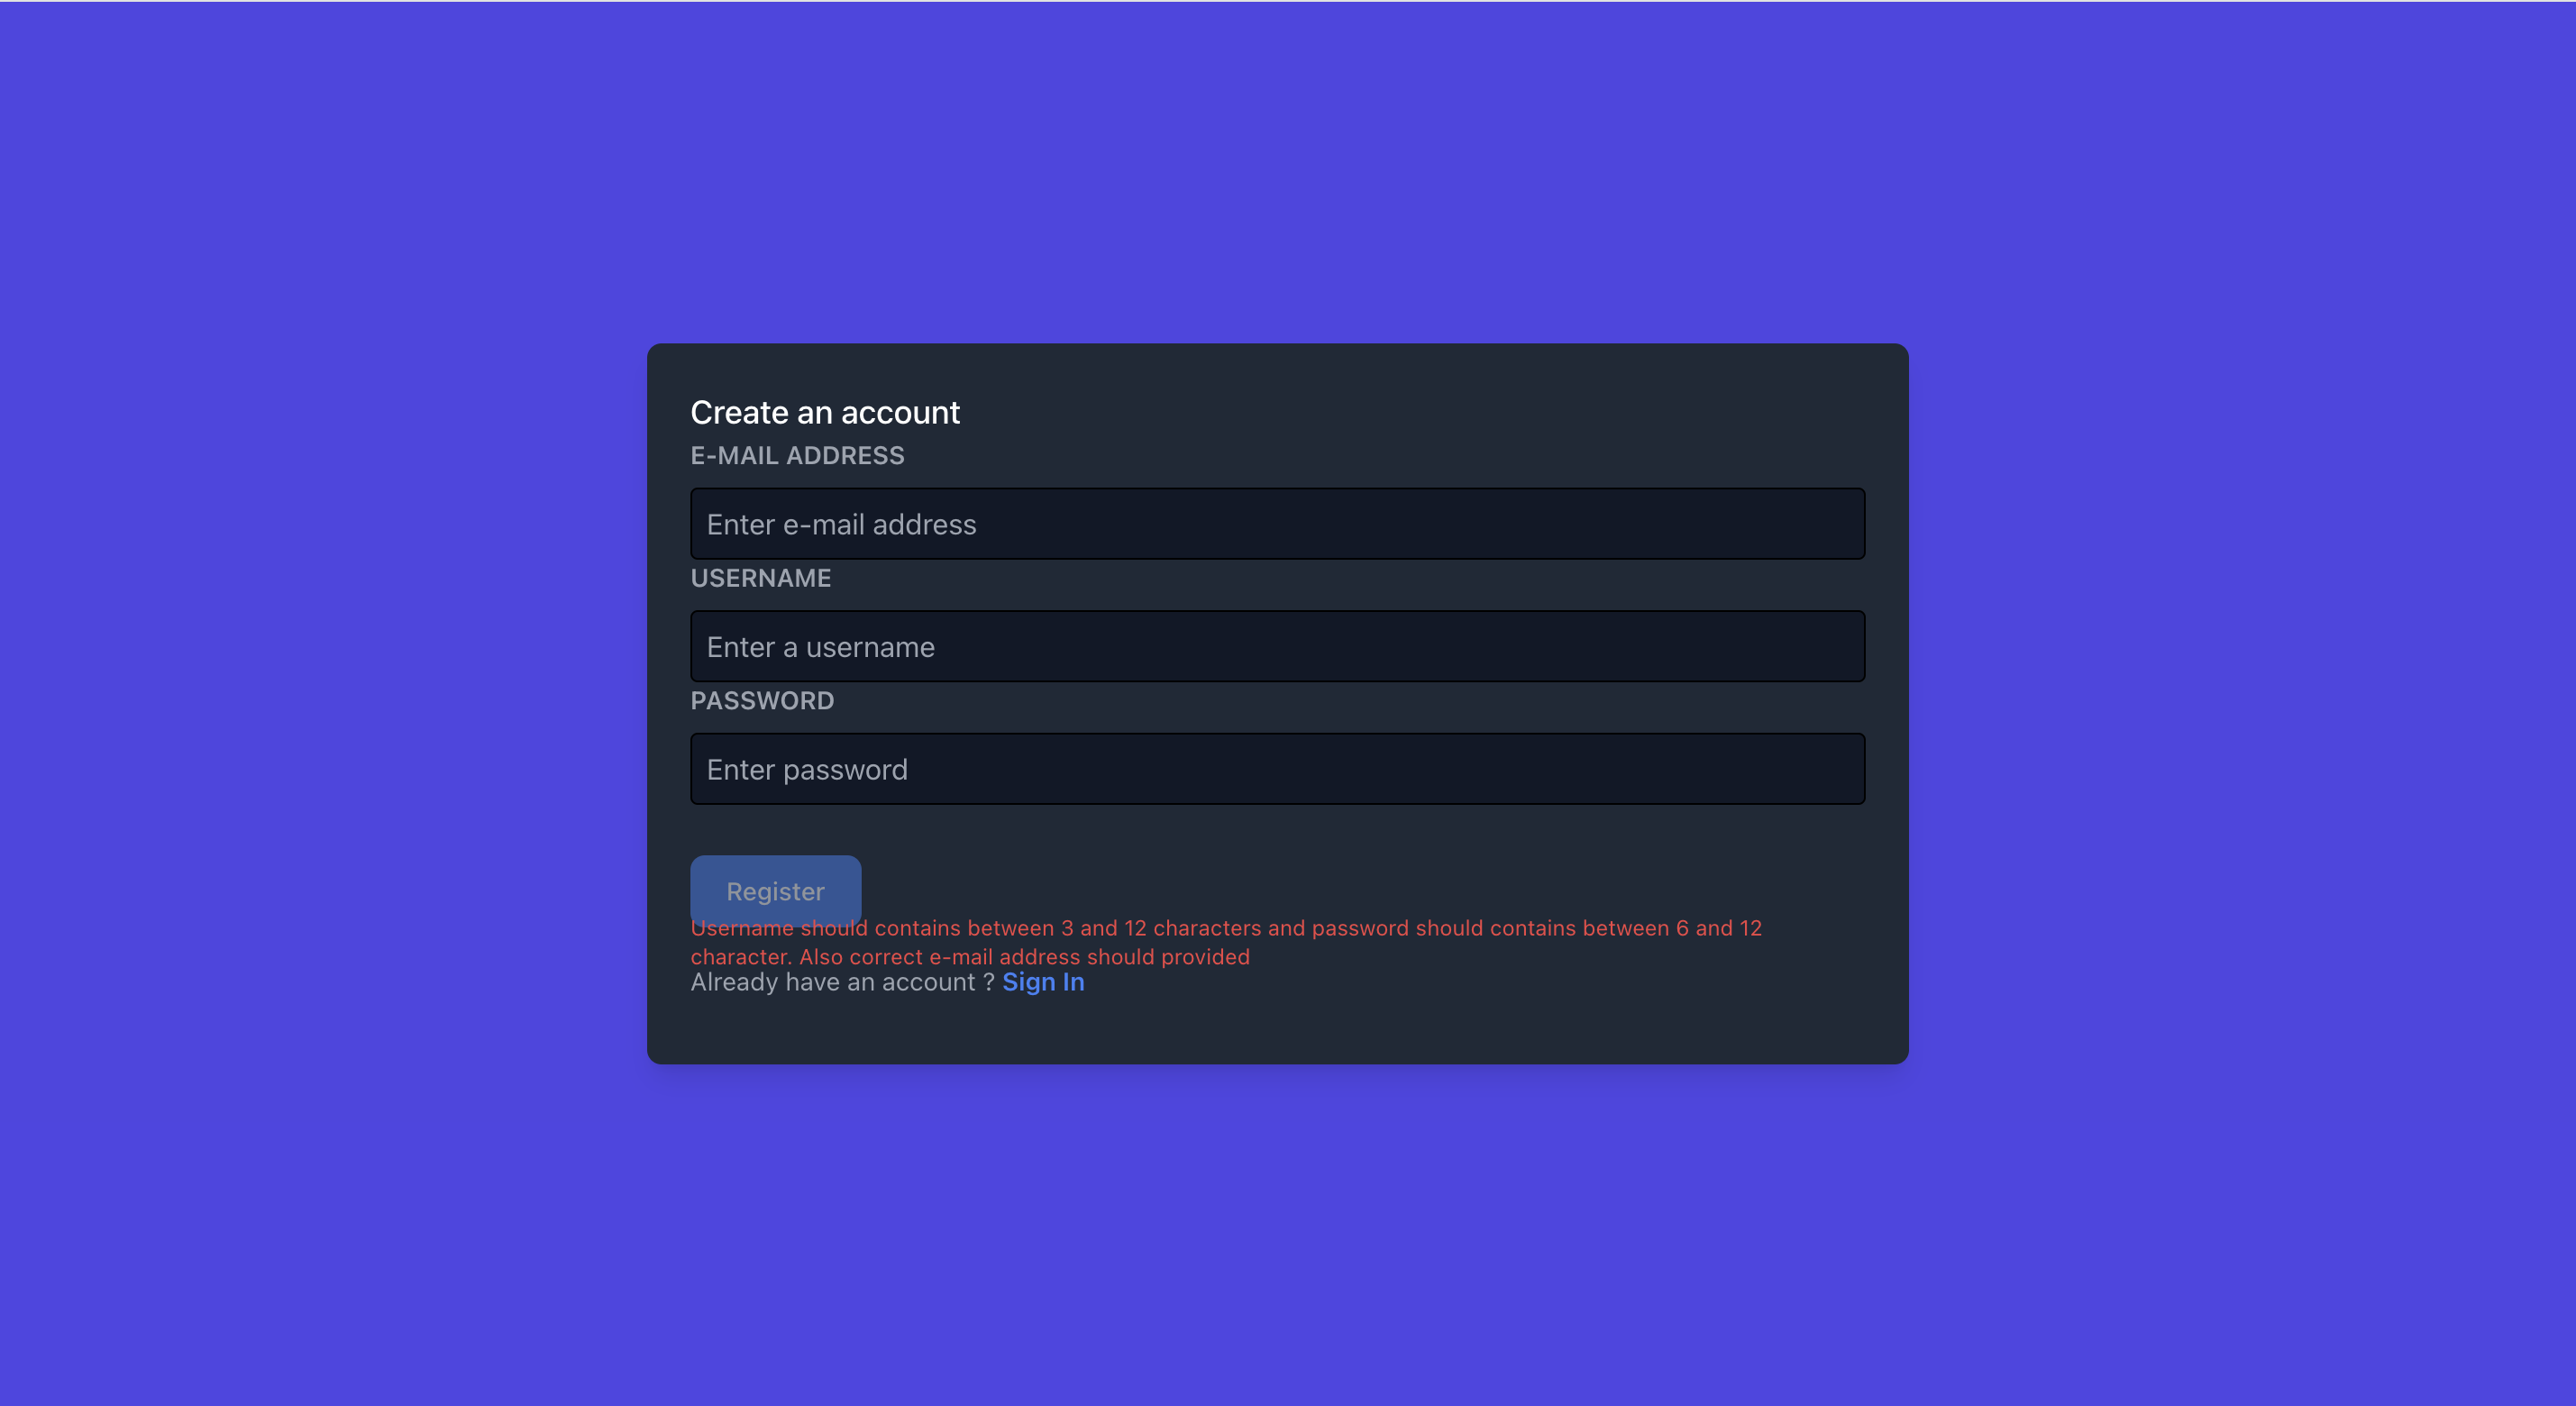 Create an account
E-MAIL ADDRESS
Enter e-mail address
USERNAME
Enter a username
PASSWORD
Enter password
Register
Username should contains between 3 and 12 characters and password should contains between 6 and 12
character. Also correct e-mail address should provided
Already have an account ? Sign In